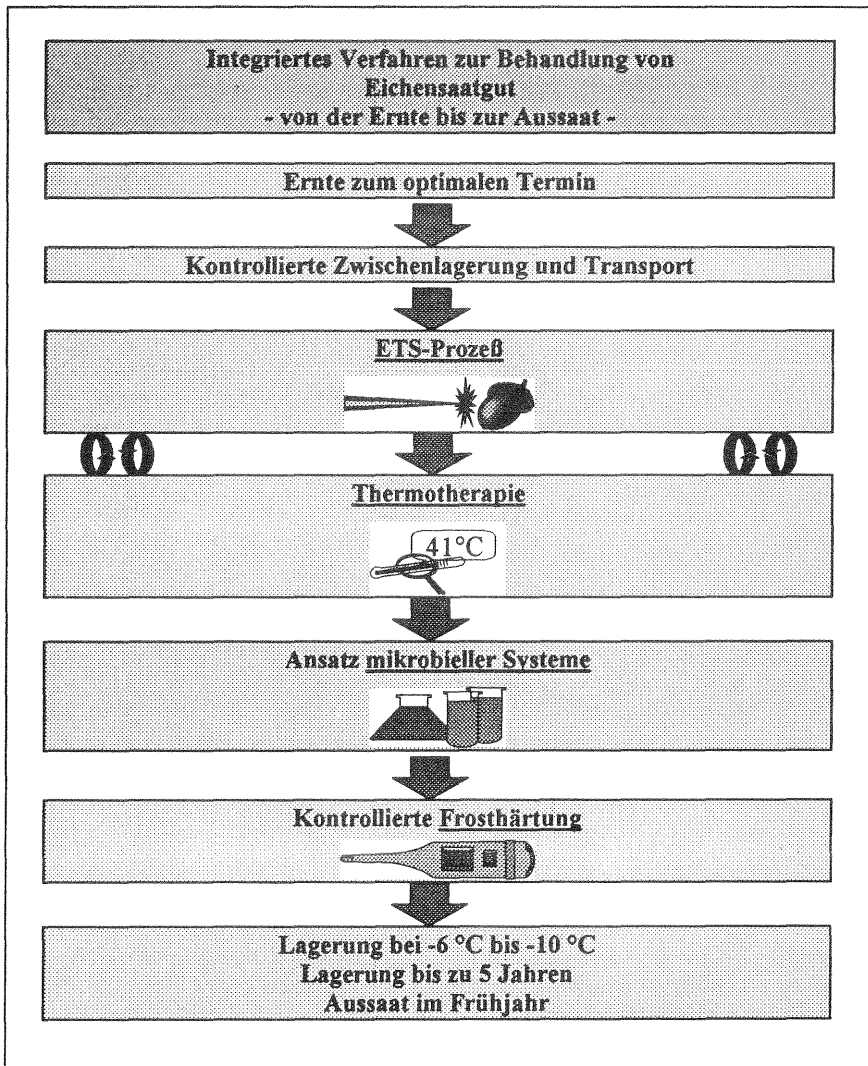 Integriertes Verfahren zur Behandlung von
Eichensaatgut
- von der Ernte bis zur Aussaat -
Ernte zum optimalen Termin
Kontrollierte Zwischenlagerung und Transport
ETS-Prozeß
Thermotherapie
41°C
Ansatz mikrobieller Systeme
Kontrollierte Frosthärtung
Lagerung bei -6 °C bis -10 °C
Lagerung bis zu 5 Jahren
Aussaat im Frühjahr